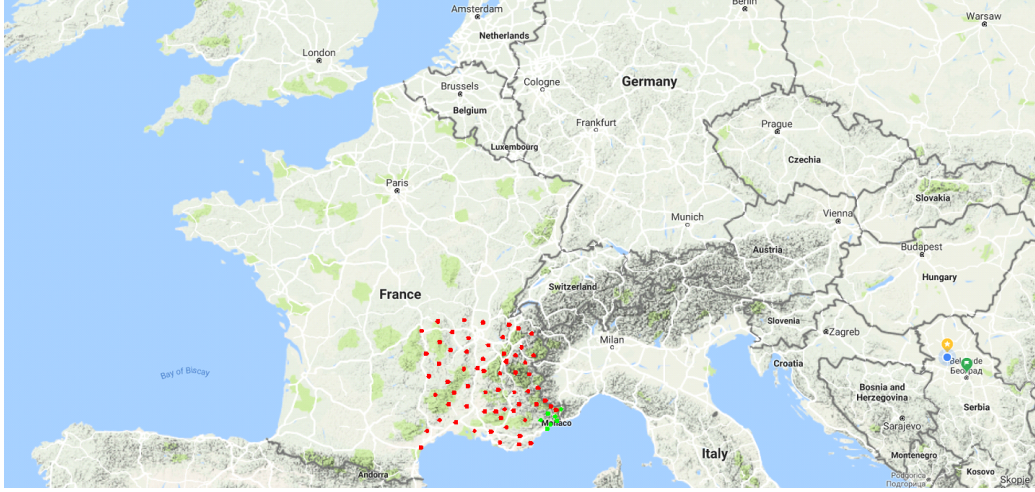 Amsterdam
Berlin
Warsaw
Netherlands
London
Brussels
Cologne
Germany
Belgium
Frankfurt
Prague
Luxembourg
Czechia
Paris
Slovakia
Munich
Vienna
Austria
Budapest
Switzerland
Hungary
France
Slovenia
Zagreb
Milan
Croatia
Bay of Biscay
Београд
Bosnia and
Herzegovina
Serbia
Sarajevo
Monaco
Italy
Montenegro
Andorra
Podgorica
Подгорица
Kosovo
Skopje